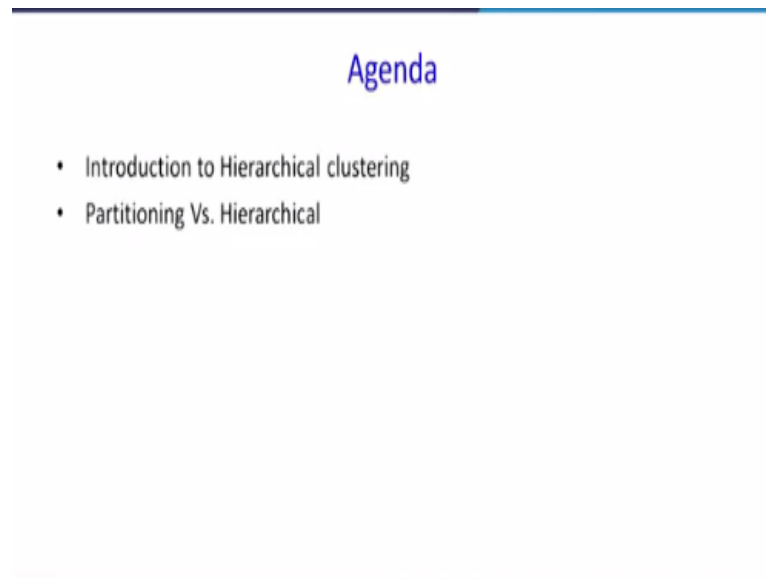 Agenda
• Introduction to Hierarchical clustering
• Partitioning Vs. Hierarchical